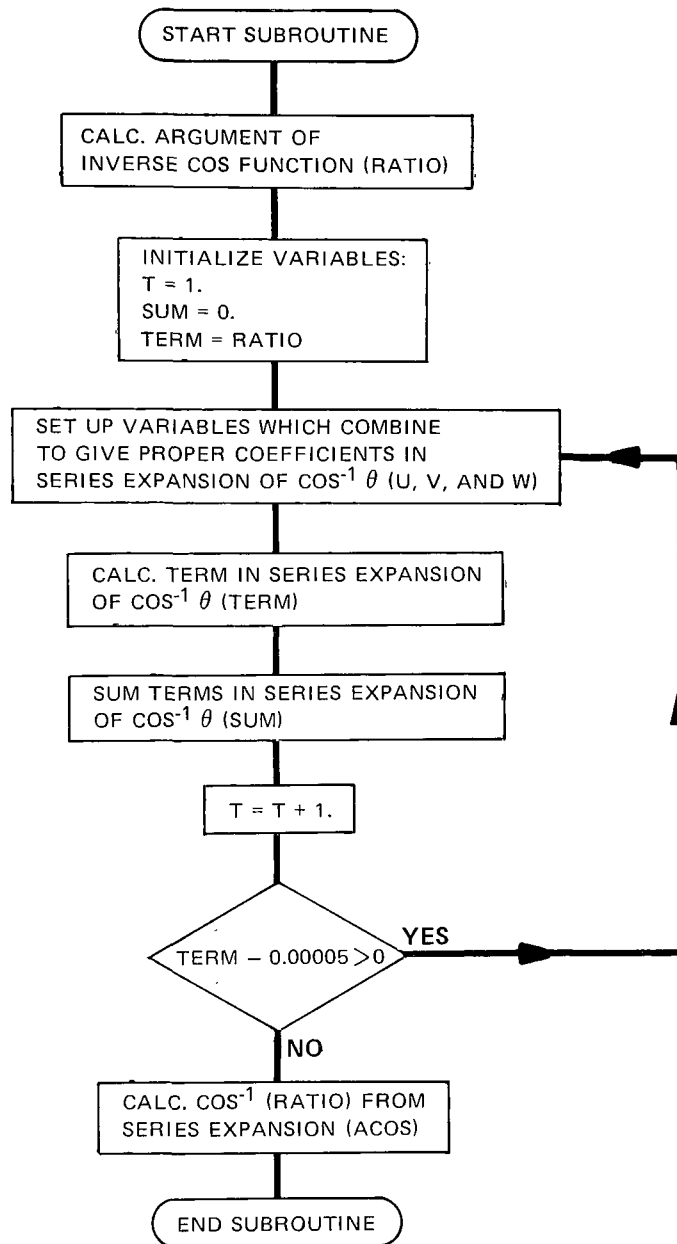 START SUBROUTINE
CALC. ARGUMENT OF
INVERSE COS FUNCTION (RATIO)
INITIALIZE VARIABLES:
T = 1.
SUM = 0.
TERM = RATIO
SET UP VARIABLES WHICH COMBINE
TO GIVE PROPER COEFFICIENTS IN
SERIES EXPANSION OF COS⁻¹ θ (U, V, AND W)
CALC. TERM IN SERIES EXPANSION
OF COS⁻¹ θ (TERM)
SUM TERMS IN SERIES EXPANSION
OF COS⁻¹ θ (SUM)
T = T + 1.
TERM – 0.00005 > 0
YES
NO
CALC. COS⁻¹ (RATIO) FROM
SERIES EXPANSION (ACOS)
END SUBROUTINE